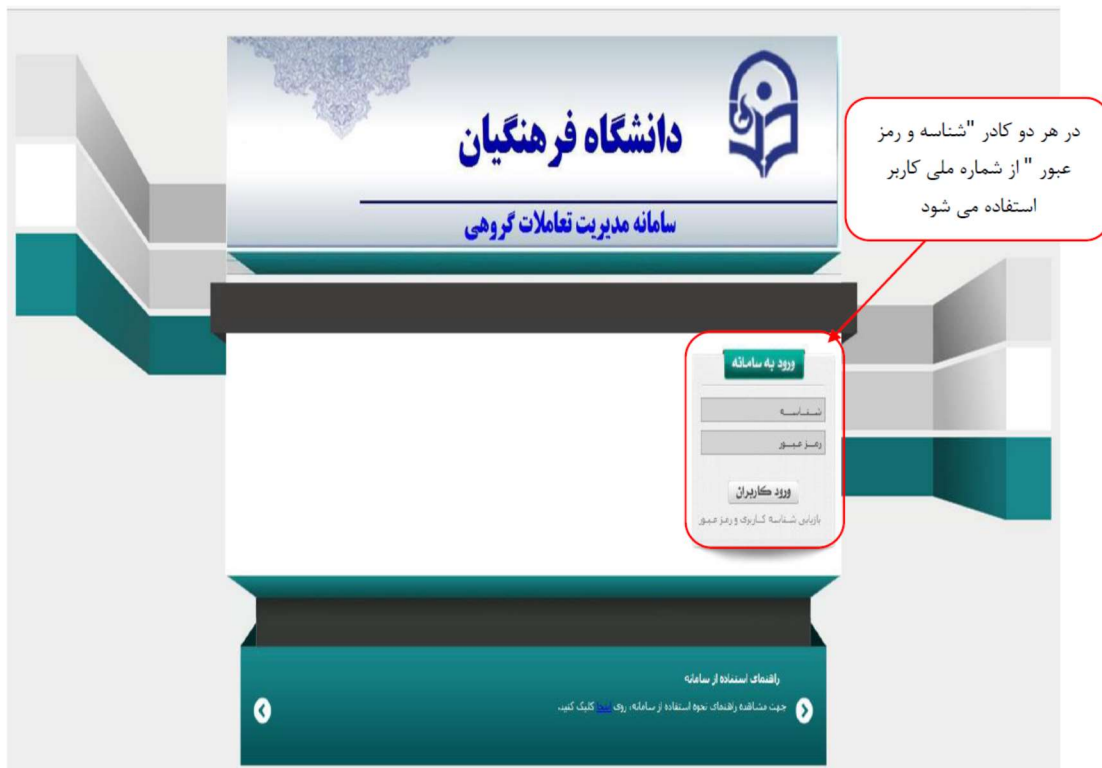 دانشگاه فرهنگیان
سامانه مدیریت تعاملات گروهی
در هر دو کادر "شناسه و رمز
عبور " از شماره ملی کاربر
استفاده می شود
ورود به سامانه
شناسه
رمز عبور
ورود کاربران
بازیابی شناسه کاربری و رمز عبور
راهنمای استفاده از سامانه
جهت مشاهده راهنمای نحوه استفاده از سامانه، روی اینجا کلیک کنید.